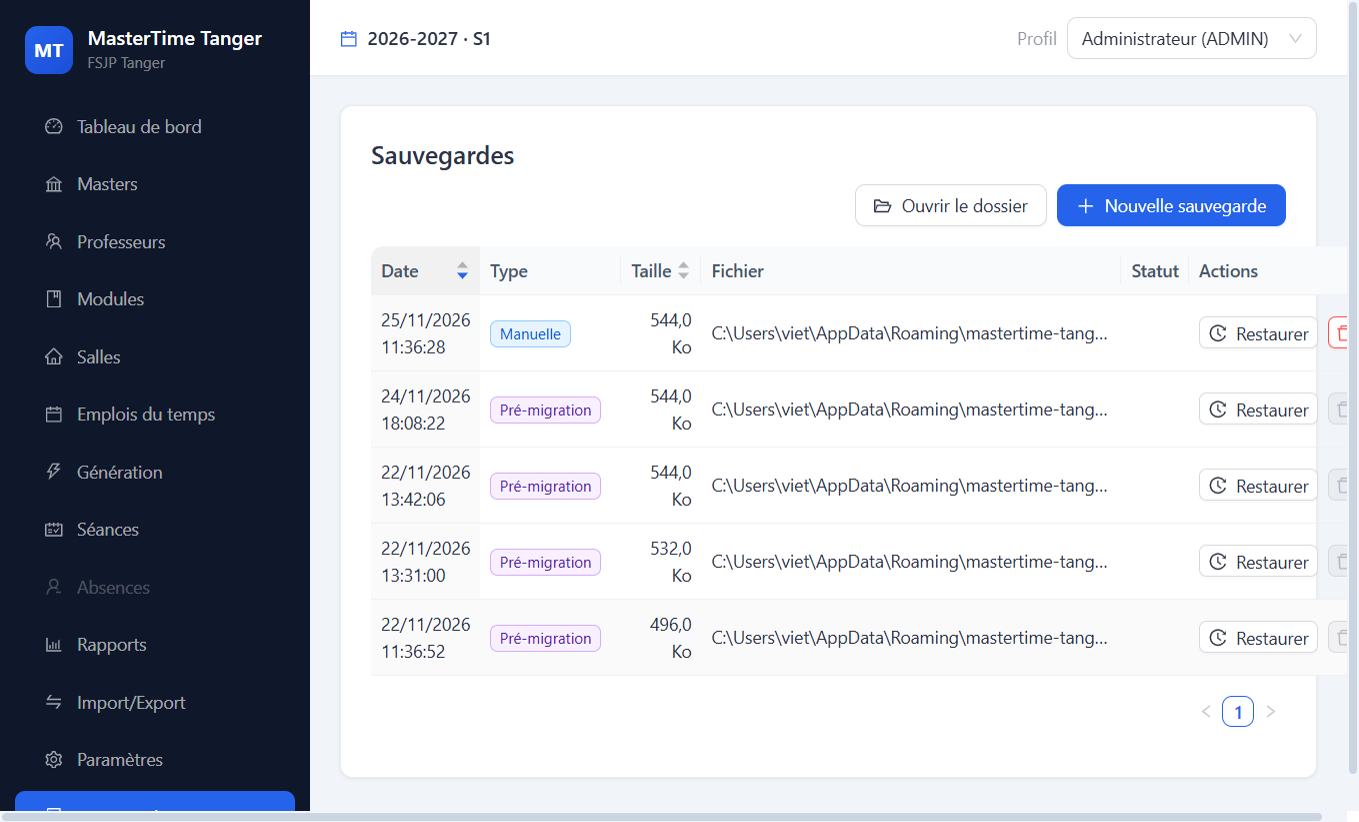 MT
MasterTime Tanger
FSJP Tanger
Tableau de bord
Masters
Professeurs
Modules
Salles
Emplois du temps
Génération
Séances
Absences
Rapports
Import/Export
Paramètres
2026-2027 · S1
Profil
Administrateur (ADMIN)
Sauvegardes
Ouvrir le dossier
Nouvelle sauvegarde
Date Type Taille Fichier Statut Actions
25/11/2026 11:36:28 Manuelle 544,0 Ko C:\Users\viet\AppData\Roaming\mastertime-tang... Restaurer
24/11/2026 18:08:22 Pré-migration 544,0 Ko C:\Users\viet\AppData\Roaming\mastertime-tang... Restaurer
22/11/2026 13:42:06 Pré-migration 544,0 Ko C:\Users\viet\AppData\Roaming\mastertime-tang... Restaurer
22/11/2026 13:31:00 Pré-migration 532,0 Ko C:\Users\viet\AppData\Roaming\mastertime-tang... Restaurer
22/11/2026 11:36:52 Pré-migration 496,0 Ko C:\Users\viet\AppData\Roaming\mastertime-tang... Restaurer
1